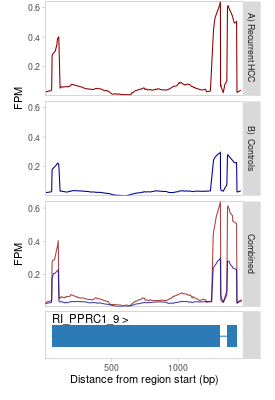 0.6
0.4
0.2
A) Recurrent HCC
FPM
0.6
0.4
0.2
B) Controls
0.6
0.4
0.2
Combined
FPM
RI_PPRC1_9 >
500
1000
Distance from region start (bp)